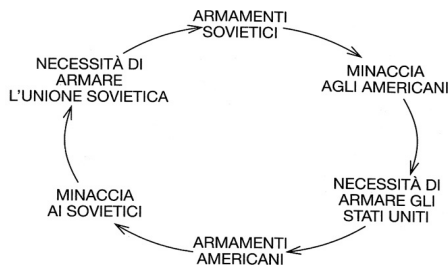 ARMAMENTI
SOVIETICI
MINACCIA
AGLI AMERICANI
NECESSITÀ DI
ARMARE GLI
STATI UNITI
ARMAMENTI
AMERICANI
MINACCIA
AI SOVIETICI
NECESSITÀ DI
ARMARE
L'UNIONE SOVIETICA